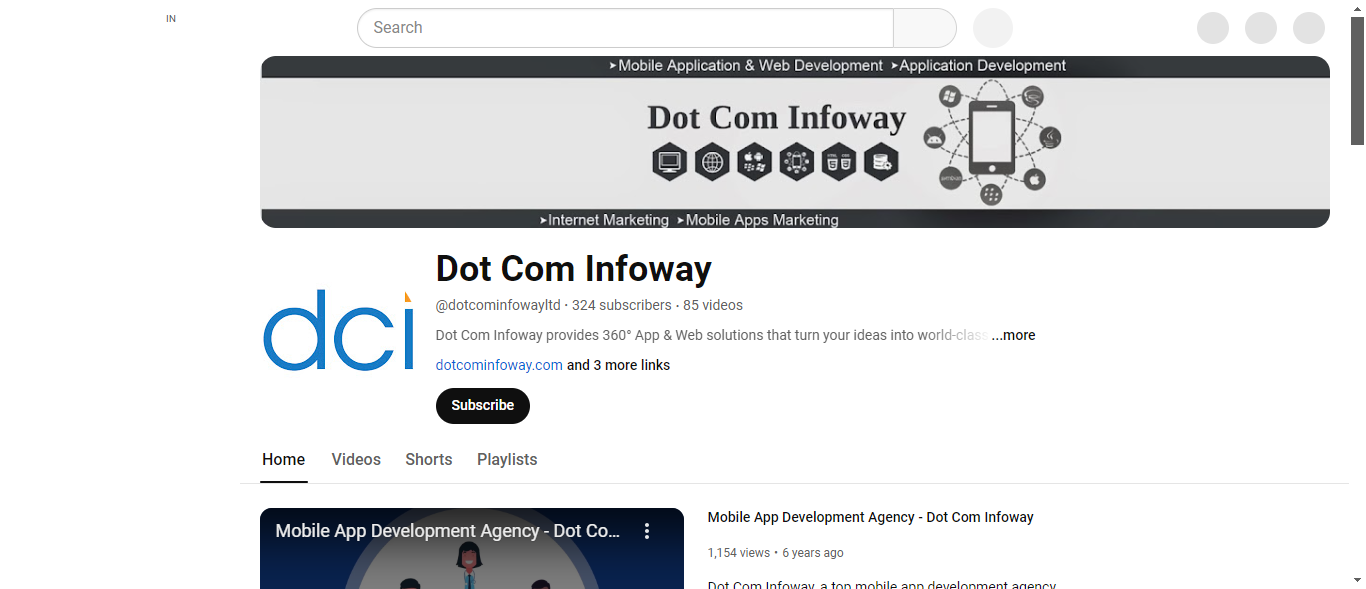 IN
Search
➤Mobile Application & Web Development ➤Application Development
Dot Com Infoway
➤Internet Marketing ➤Mobile Apps Marketing
dci
Dot Com Infoway
@dotcominfowayltd · 324 subscribers · 85 videos
Dot Com Infoway provides 360° App & Web solutions that turn your ideas into world-class ...more
dotcominfoway.com and 3 more links
Subscribe
Home Videos Shorts Playlists
Mobile App Development Agency - Dot Co...
Mobile App Development Agency - Dot Com Infoway
1,154 views • 6 years ago
Dot Com Infoway, a top mobile app development agency